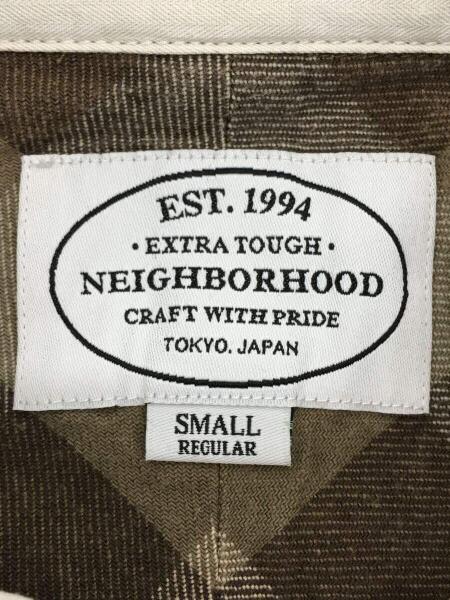 EST. 1994
· EXTRA TOUGH ·
NEIGHBORHOOD
CRAFT WITH PRIDE
TOKYO. JAPAN
SMALL
REGULAR